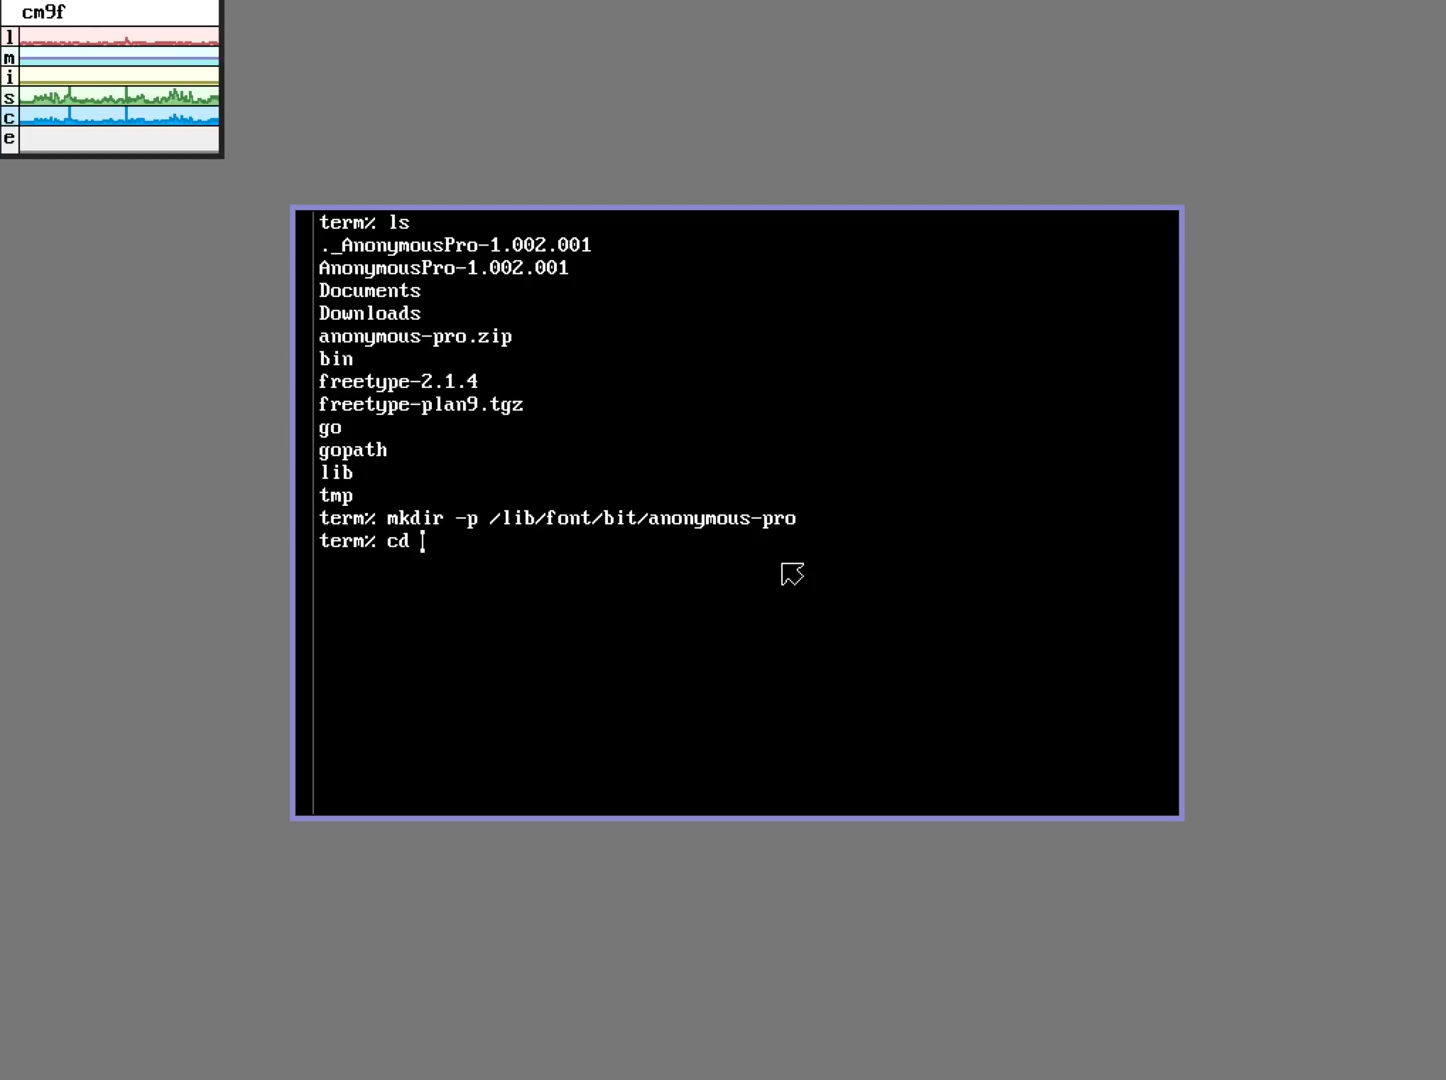 cm9f
l
m
i
s
c
e
term% ls
._AnonymousPro-1.002.001
AnonymousPro-1.002.001
Documents
Downloads
anonymous-pro.zip
bin
freetype-2.1.4
freetype-plan9.tgz
go
gopath
lib
tmp
term% mkdir -p /lib/font/bit/anonymous-pro
term% cd